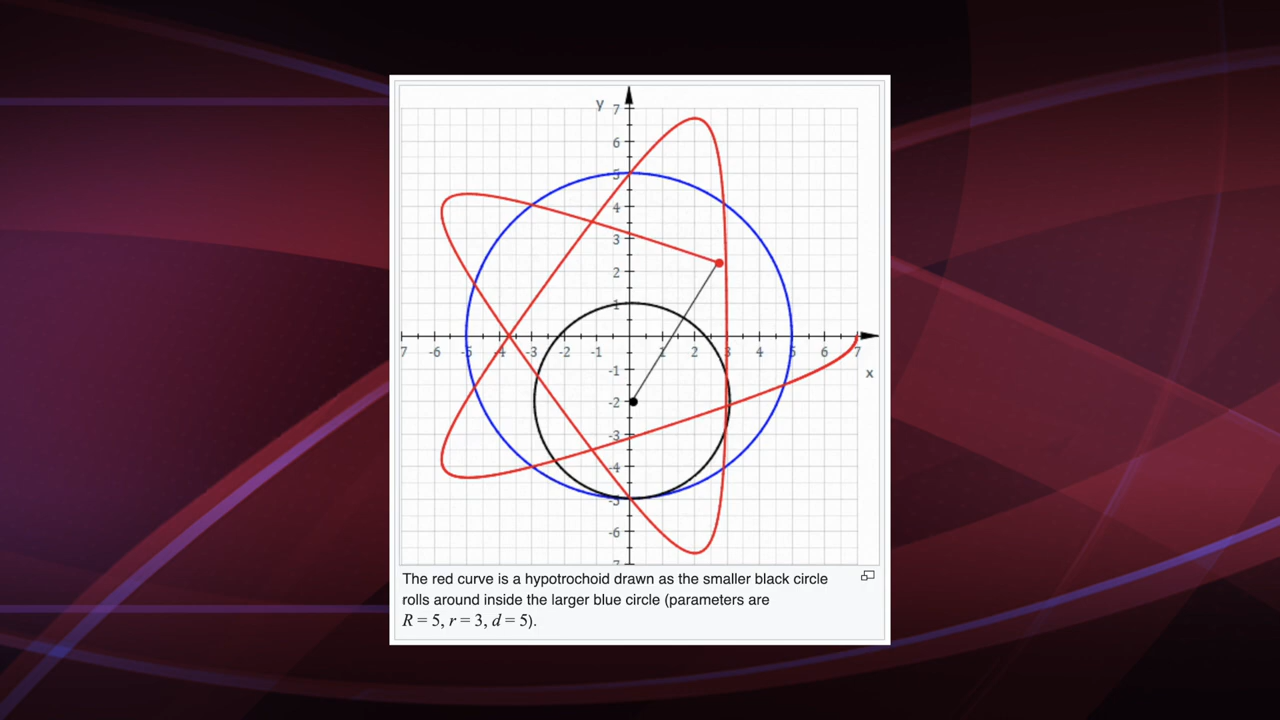 y
7
6
5
4
3
2
1
7 -6 -5 -4 -3 -2 -1 1 2 3 4 5 6 7
x
-1
-2
-3
-4
-5
-6
7
The red curve is a hypotrochoid drawn as the smaller black circle
rolls around inside the larger blue circle (parameters are
R = 5, r = 3, d = 5).